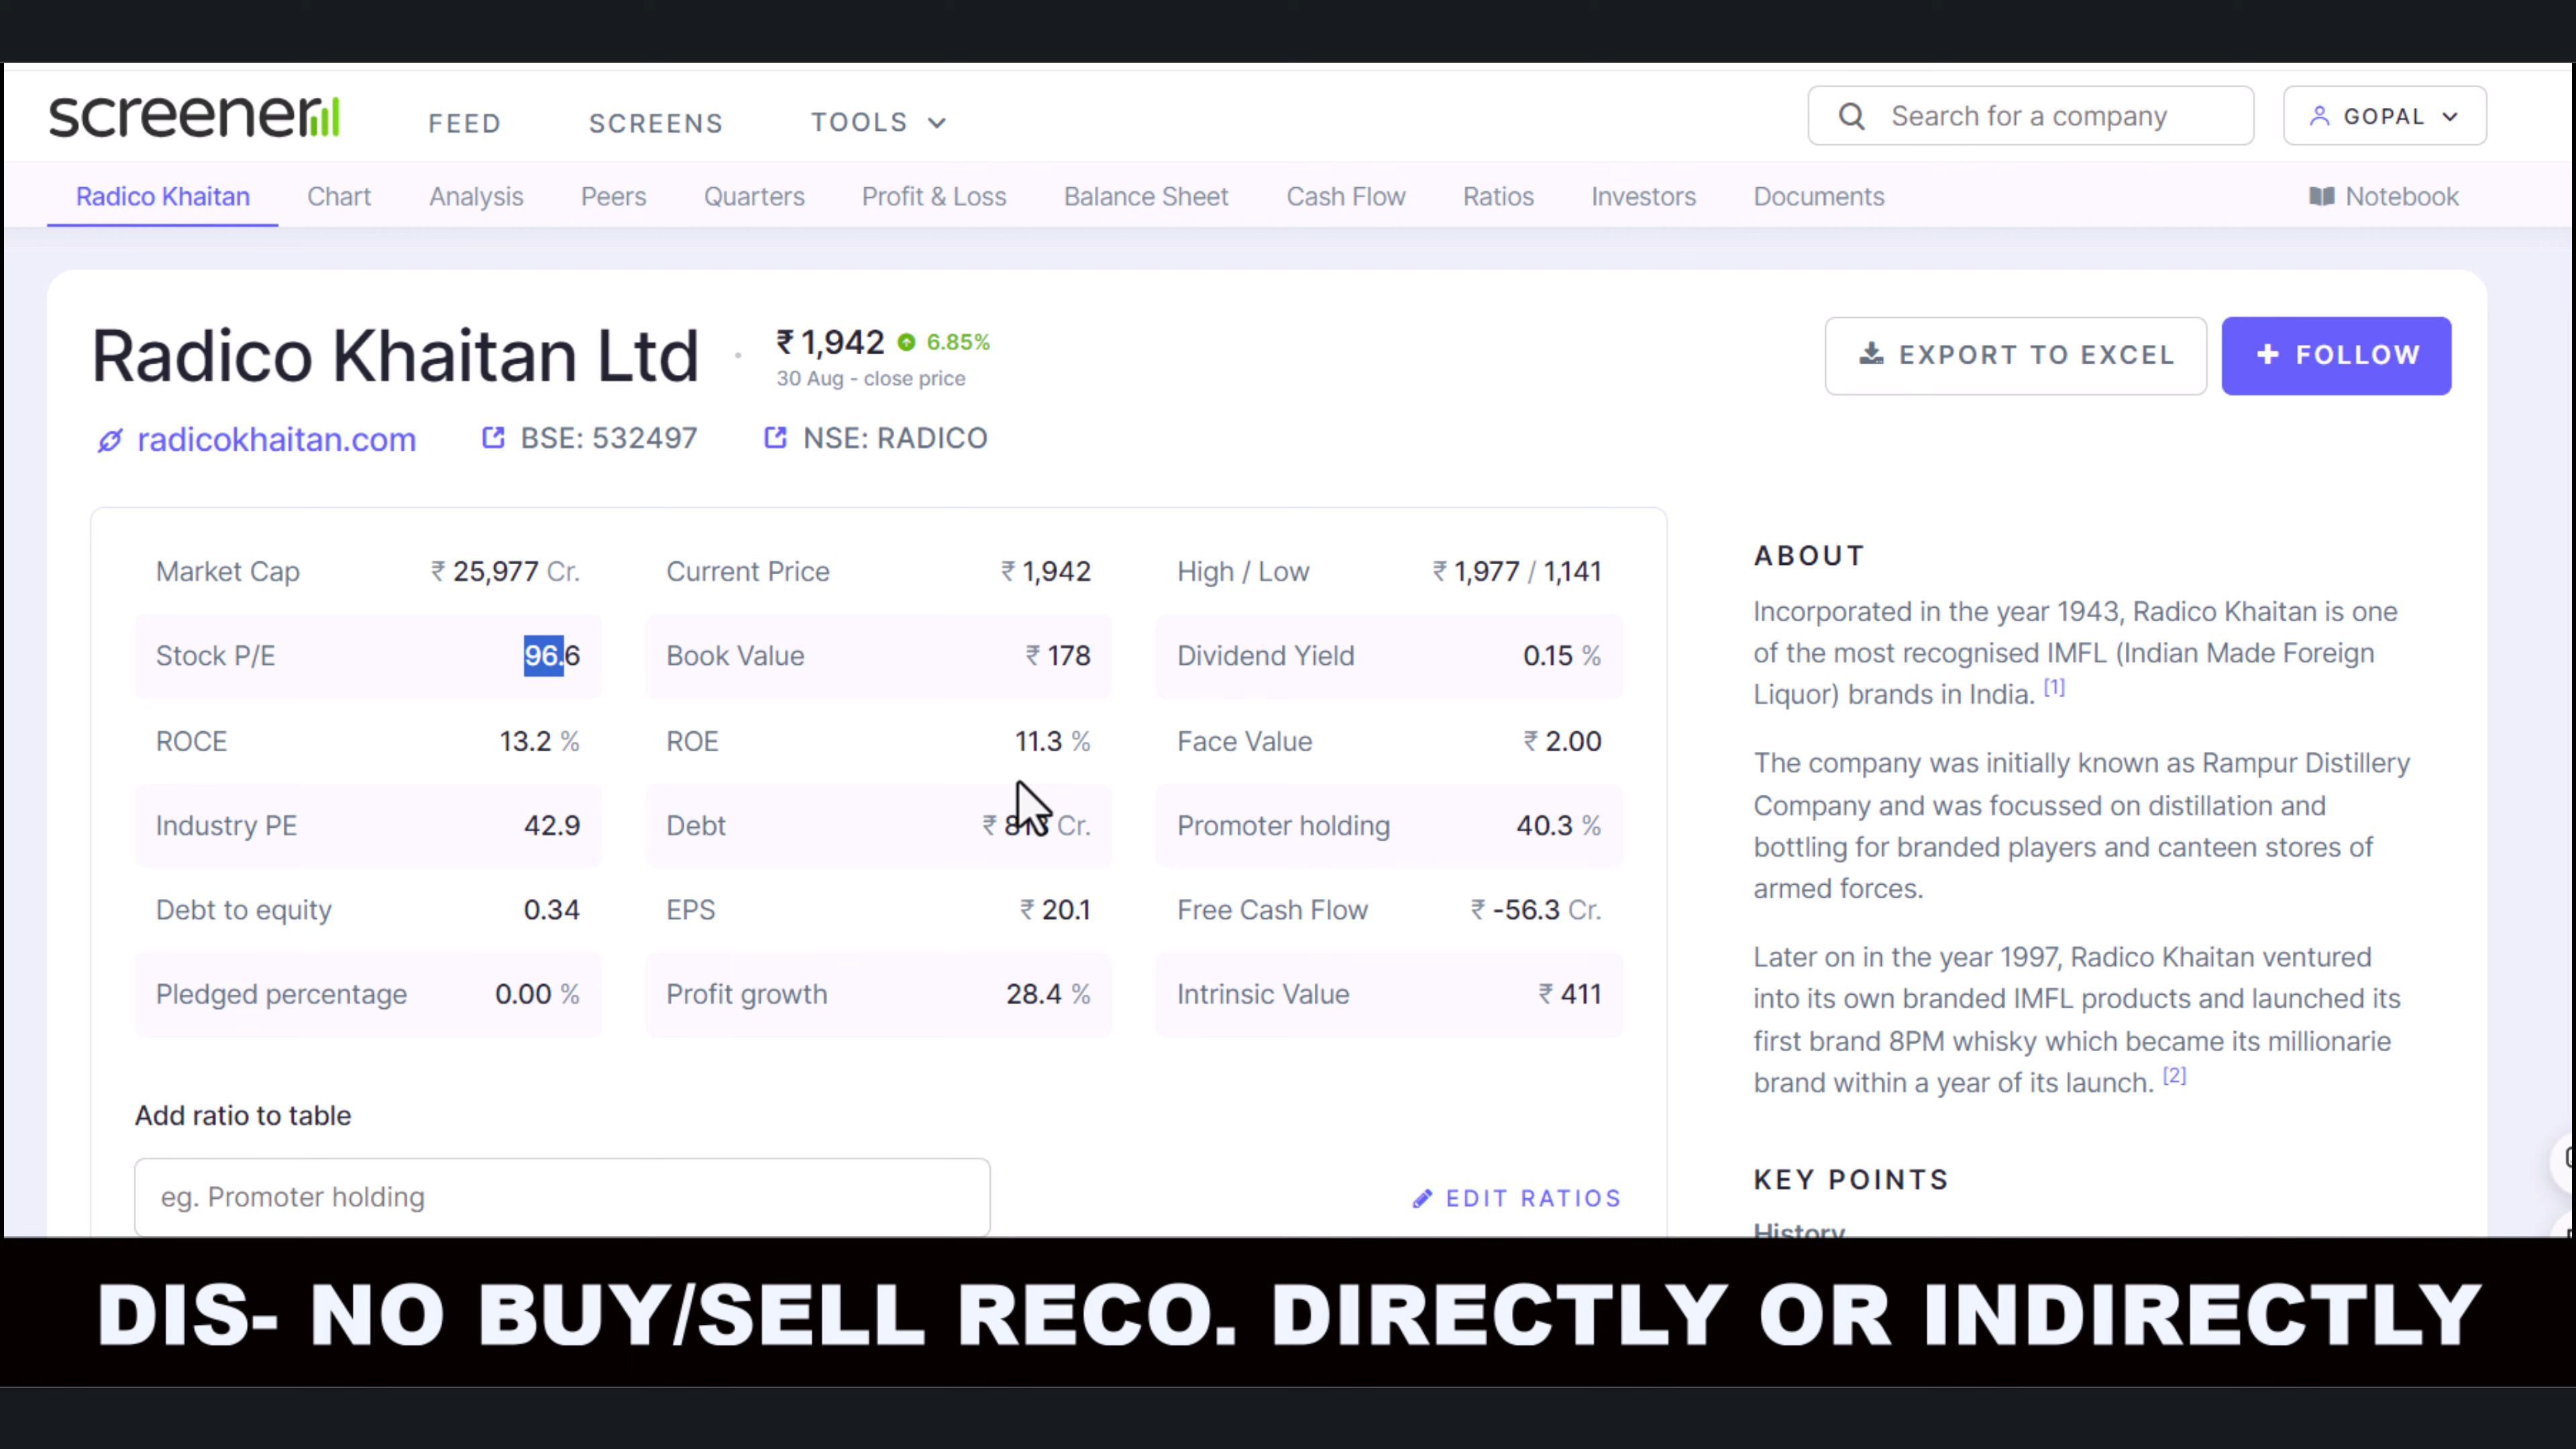 screener
FEED SCREENS TOOLS
Search for a company
GOPAL
Radico Khaitan Chart Analysis Peers Quarters Profit & Loss Balance Sheet Cash Flow Ratios Investors Documents Notebook
Radico Khaitan Ltd
₹ 1,942 6.85%
30 Aug - close price
EXPORT TO EXCEL
+ FOLLOW
radicokhaitan.com BSE: 532497 NSE: RADICO
Market Cap ₹ 25,977 Cr. Current Price ₹ 1,942 High / Low ₹ 1,977 / 1,141
Stock P/E 96.6 Book Value ₹ 178 Dividend Yield 0.15 %
ROCE 13.2 % ROE 11.3 % Face Value ₹ 2.00
Industry PE 42.9 Debt ₹ Cr. Promoter holding 40.3 %
Debt to equity 0.34 EPS ₹ 20.1 Free Cash Flow ₹ -56.3 Cr.
Pledged percentage 0.00 % Profit growth 28.4 % Intrinsic Value ₹ 411
Add ratio to table
eg. Promoter holding
EDIT RATIOS
ABOUT
Incorporated in the year 1943, Radico Khaitan is one
of the most recognised IMFL (Indian Made Foreign
Liquor) brands in India. [1]
The company was initially known as Rampur Distillery
Company and was focussed on distillation and
bottling for branded players and canteen stores of
armed forces.
Later on in the year 1997, Radico Khaitan ventured
into its own branded IMFL products and launched its
first brand 8PM whisky which became its millionarie
brand within a year of its launch. [2]
KEY POINTS
History
DIS- NO BUY/SELL RECO. DIRECTLY OR INDIRECTLY